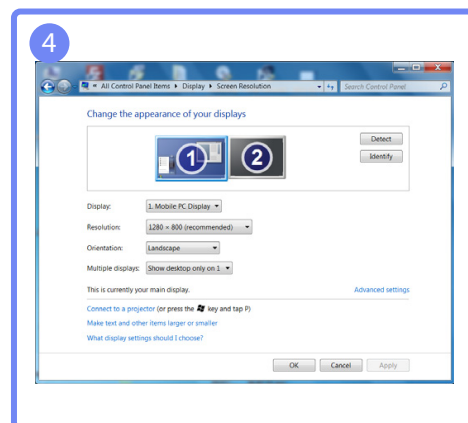 4
« All Control Panel Items ▸ Display ▸ Screen Resolution
Search Control Panel
Change the appearance of your displays
1
2
Detect
Identify
Display: 1. Mobile PC Display
Resolution: 1280 × 800 (recommended)
Orientation: Landscape
Multiple displays: Show desktop only on 1
This is currently your main display. Advanced settings
Connect to a projector (or press the key and tap P)
Make text and other items larger or smaller
What display settings should I choose?
OK Cancel Apply